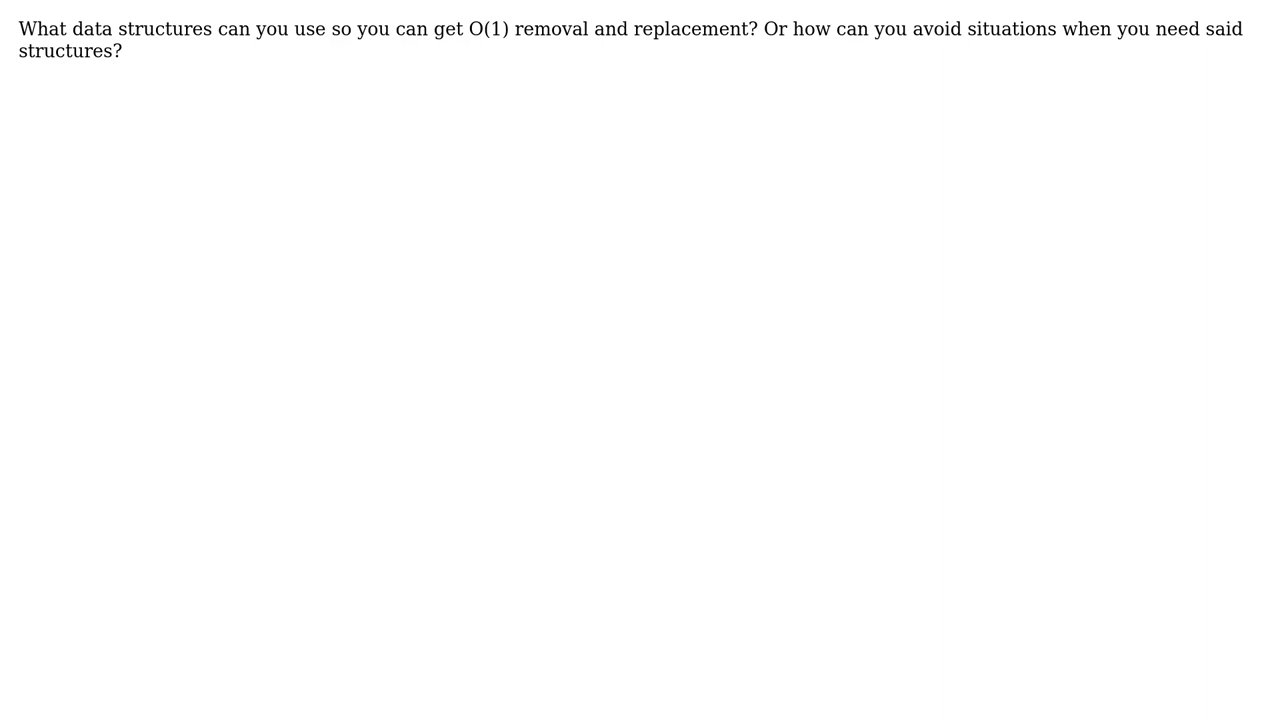 What data structures can you use so you can get O(1) removal and replacement? Or how can you avoid situations when you need said
structures?